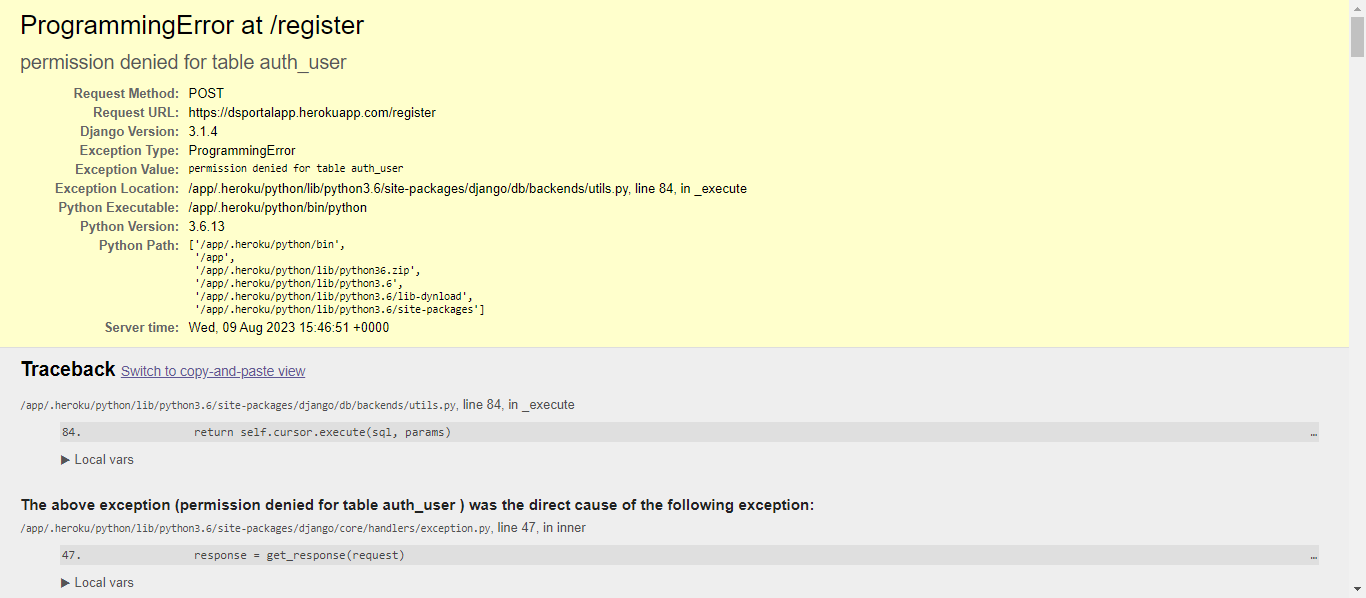 ProgrammingError at /register
permission denied for table auth_user
Request Method: POST
Request URL: https://dsportalapp.herokuapp.com/register
Django Version: 3.1.4
Exception Type: ProgrammingError
Exception Value: permission denied for table auth_user
Exception Location: /app/.heroku/python/lib/python3.6/site-packages/django/db/backends/utils.py, line 84, in _execute
Python Executable: /app/.heroku/python/bin/python
Python Version: 3.6.13
Python Path: ['/app/.heroku/python/bin',
'/app',
'/app/.heroku/python/lib/python36.zip',
'/app/.heroku/python/lib/python3.6',
'/app/.heroku/python/lib/python3.6/lib-dynload',
'/app/.heroku/python/lib/python3.6/site-packages']
Server time: Wed, 09 Aug 2023 15:46:51 +0000
Traceback Switch to copy-and-paste view
/app/.heroku/python/lib/python3.6/site-packages/django/db/backends/utils.py, line 84, in _execute
84. return self.cursor.execute(sql, params) …
▶ Local vars
The above exception (permission denied for table auth_user ) was the direct cause of the following exception:
/app/.heroku/python/lib/python3.6/site-packages/django/core/handlers/exception.py, line 47, in inner
47. response = get_response(request) …
▶ Local vars